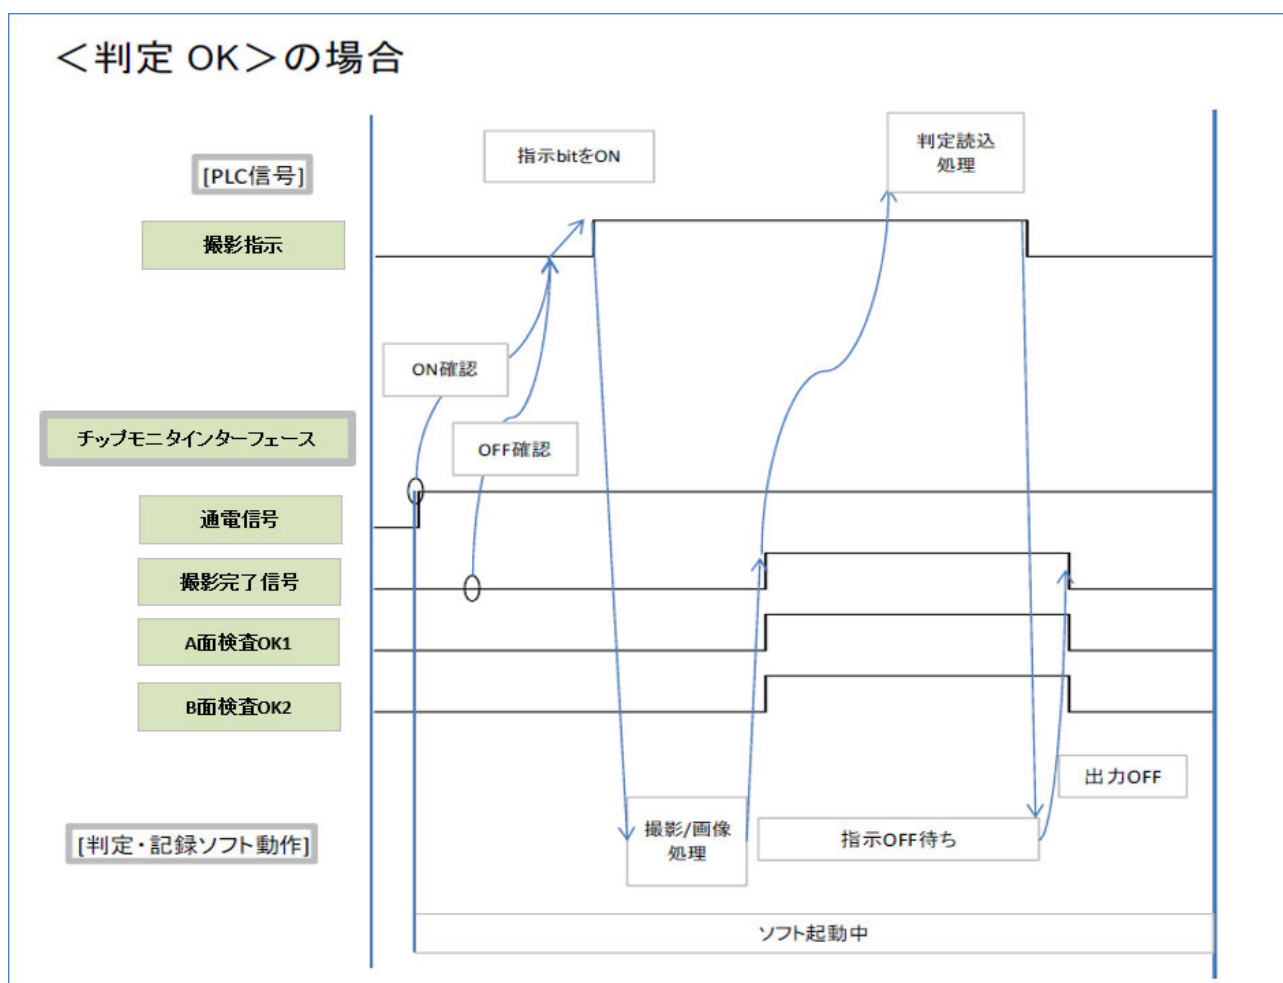 ＜判定 OK＞の場合
指示bitをON
判定読込
処理
[PLC信号]
撮影指示
ON確認
チップモニタインターフェース
OFF確認
通電信号
撮影完了信号
A面検査OK1
B面検査OK2
出力OFF
[判定・記録ソフト動作]
撮影/画像
処理
指示OFF待ち
ソフト起動中